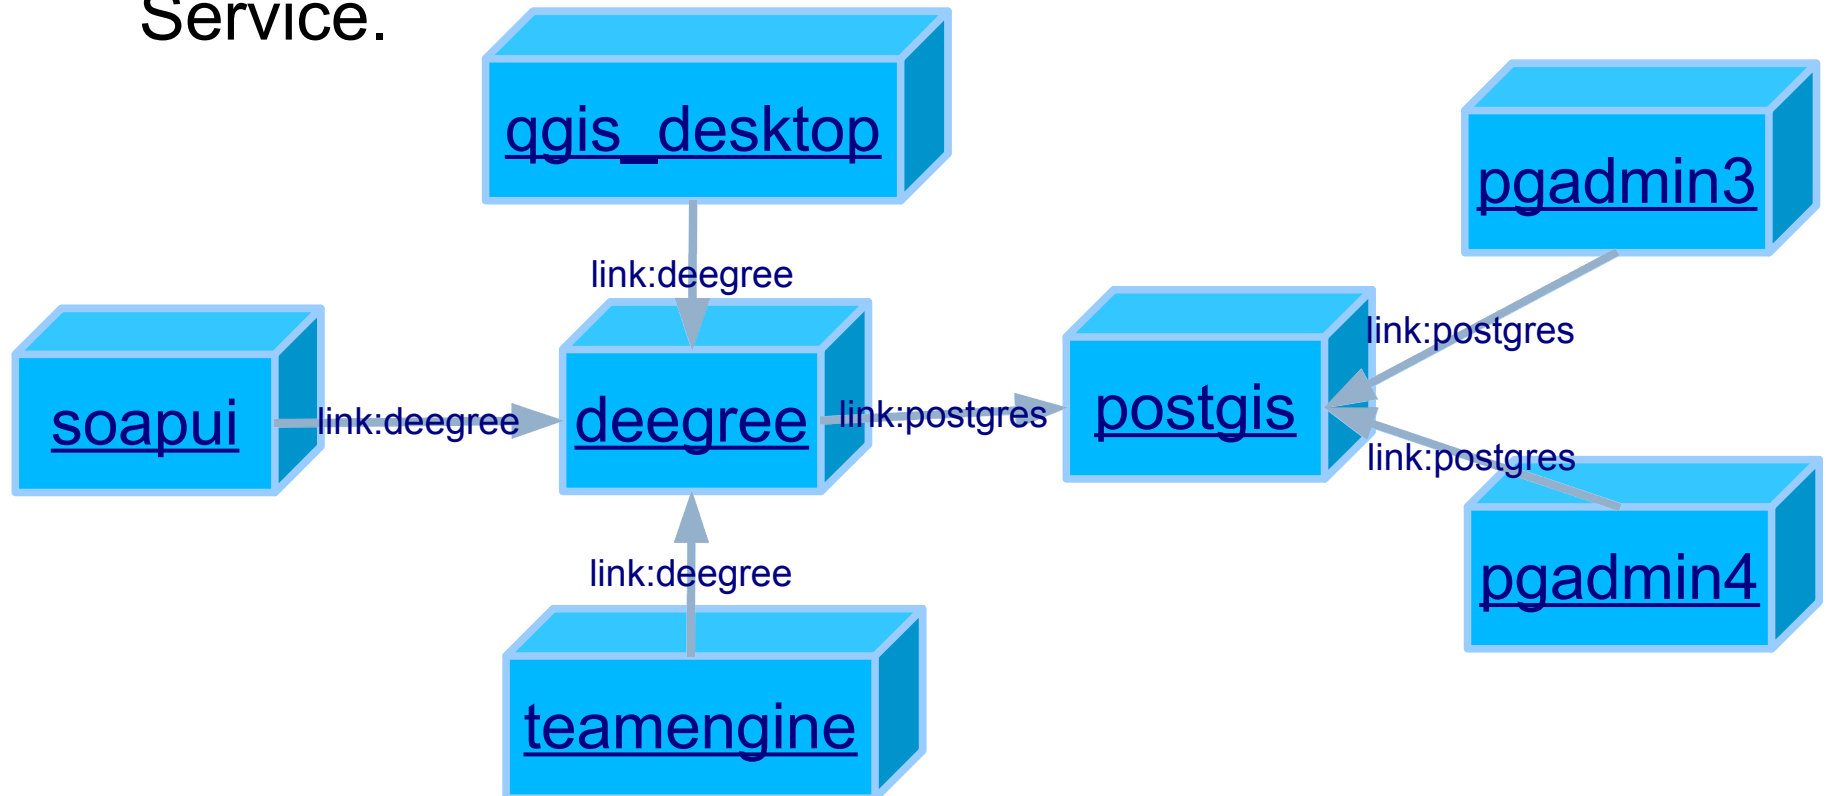 Service.
qgis_desktop
pgadmin3
link:deegree
link:postgres
soapui
link:deegree
deegree
link:postgres
postgis
link:postgres
link:deegree
pgadmin4
teamengine